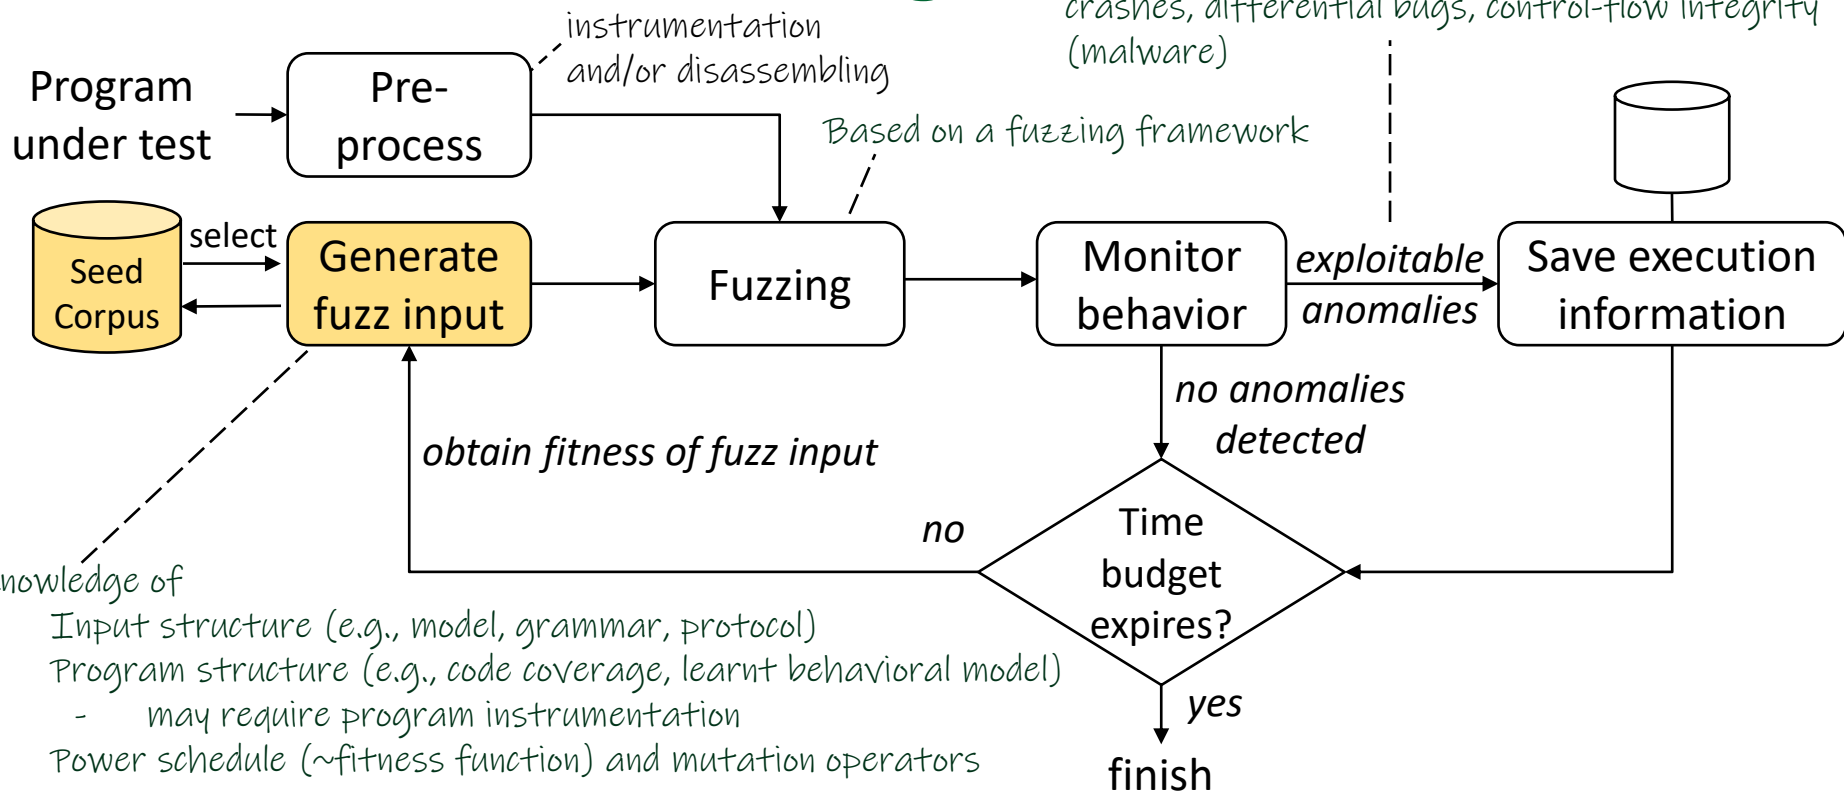 crashes, differential bugs, control-flow integrity
(malware)
instrumentation
and/or disassembling
Program
under test
Pre-
process
Based on a fuzzing framework
Seed
Corpus
select
Generate
fuzz input
Fuzzing
Monitor
behavior
exploitable
anomalies
Save execution
information
no anomalies
detected
obtain fitness of fuzz input
no
Time
budget
expires?
nowledge of
Input structure (e.g., model, grammar, protocol)
Program structure (e.g., code coverage, learnt behavioral model)
- may require program instrumentation
Power schedule (~fitness function) and mutation operators
yes
finish